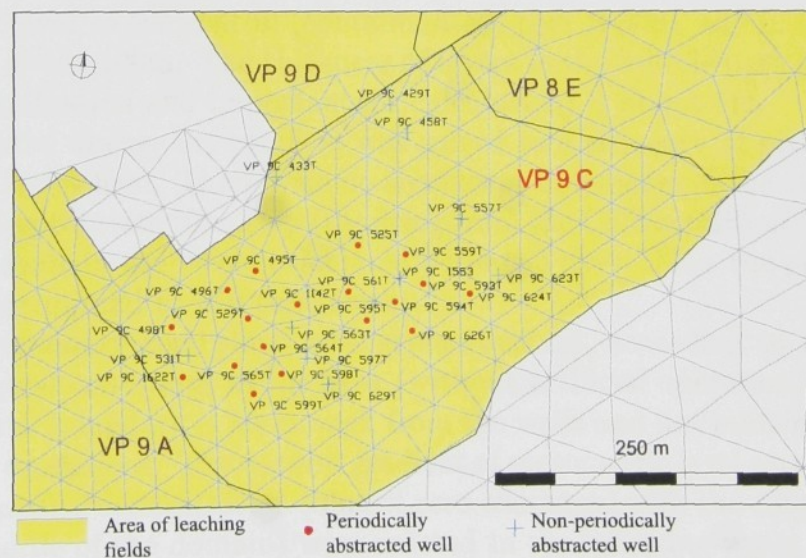 VP 9 D
VP 8 E
VP 9C 429T
VP 9C 458T
VP 9C 433T
VP 9 C
VP 9C 557T
VP 9C 525T
VP 9C 559T
VP 9C 495T
VP 9C 561T
VP 9C 1553
VP 9C 623T
VP 9C 593T
VP 9C 496T
VP 9C 1142T
VP 9C 624T
VP 9C 594T
VP 9C 529T
VP 9C 595T
VP 9C 498T
VP 9C 563T
VP 9C 626T
VP 9C 564T
VP 9C 531T
VP 9C 597T
VP 9C 1622T
VP 9C 565T
VP 9C 598T
VP 9C 629T
VP 9C 599T
VP 9 A
250 m
Area of leaching
fields
Periodically
abstracted well
Non-periodically
abstracted well